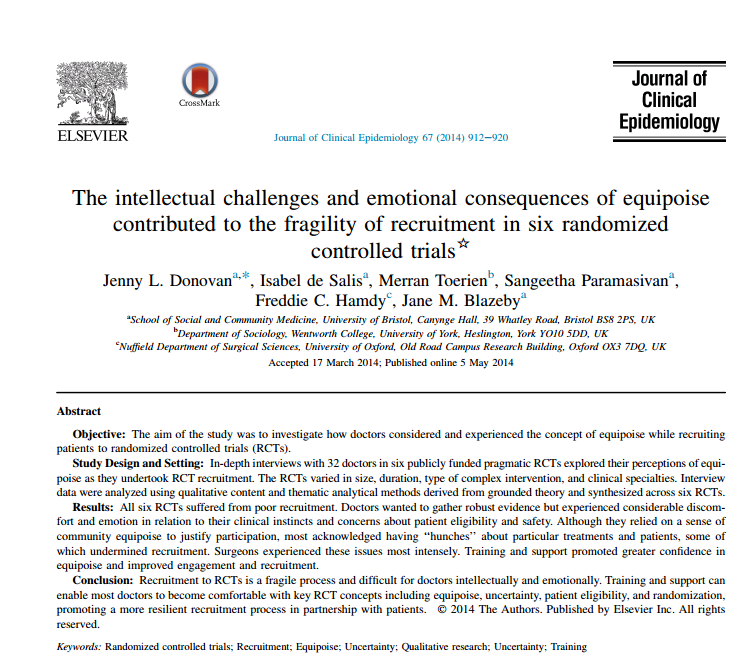 Journal of
Clinical
Epidemiology
CrossMark
ELSEVIER
Journal of Clinical Epidemiology 67 (2014) 912–920
The intellectual challenges and emotional consequences of equipoise
contributed to the fragility of recruitment in six randomized
controlled trials☆
Jenny L. Donovanᵃ,*, Isabel de Salisᵃ, Merran Toerienᵇ, Sangeetha Paramasivanᵃ,
Freddie C. Hamdyᶜ, Jane M. Blazebyᵃ
ᵃSchool of Social and Community Medicine, University of Bristol, Canynge Hall, 39 Whatley Road, Bristol BS8 2PS, UK
ᵇDepartment of Sociology, Wentworth College, University of York, Heslington, York YO10 5DD, UK
ᶜNuffield Department of Surgical Sciences, University of Oxford, Old Road Campus Research Building, Oxford OX3 7DQ, UK
Accepted 17 March 2014; Published online 5 May 2014
Abstract
Objective: The aim of the study was to investigate how doctors considered and experienced the concept of equipoise while recruiting
patients to randomized controlled trials (RCTs).
Study Design and Setting: In-depth interviews with 32 doctors in six publicly funded pragmatic RCTs explored their perceptions of equi-
poise as they undertook RCT recruitment. The RCTs varied in size, duration, type of complex intervention, and clinical specialties. Interview
data were analyzed using qualitative content and thematic analytical methods derived from grounded theory and synthesized across six RCTs.
Results: All six RCTs suffered from poor recruitment. Doctors wanted to gather robust evidence but experienced considerable discom-
fort and emotion in relation to their clinical instincts and concerns about patient eligibility and safety. Although they relied on a sense of
community equipoise to justify participation, most acknowledged having ‘‘hunches’’ about particular treatments and patients, some of
which undermined recruitment. Surgeons experienced these issues most intensely. Training and support promoted greater confidence in
equipoise and improved engagement and recruitment.
Conclusion: Recruitment to RCTs is a fragile process and difficult for doctors intellectually and emotionally. Training and support can
enable most doctors to become comfortable with key RCT concepts including equipoise, uncertainty, patient eligibility, and randomization,
promoting a more resilient recruitment process in partnership with patients. © 2014 The Authors. Published by Elsevier Inc. All rights
reserved.
Keywords: Randomized controlled trials; Recruitment; Equipoise; Uncertainty; Qualitative research; Uncertainty; Training